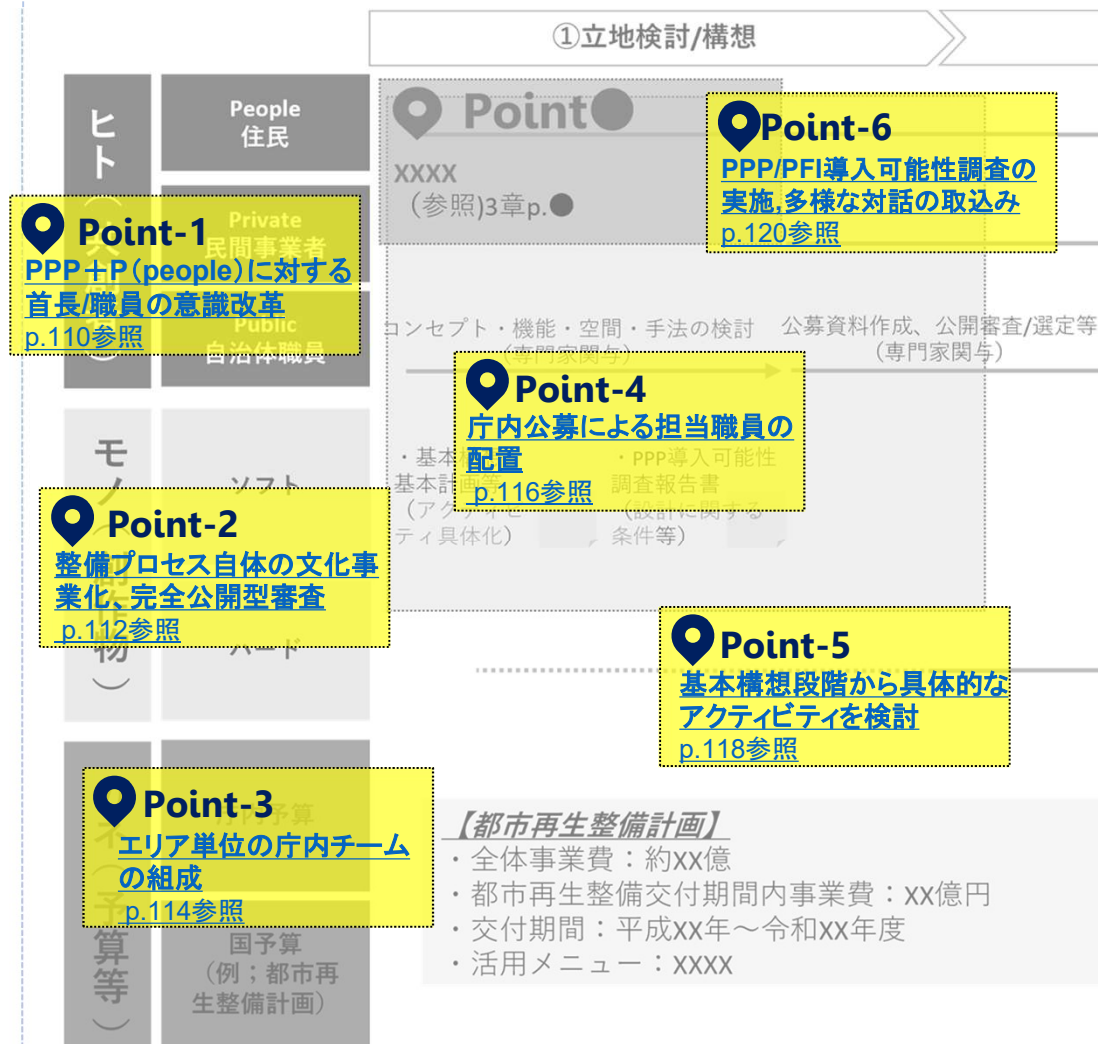 ①立地検討/構想
ヒト
People
住民
Point●
XXXX
(参照)3章p.●
Point-6
PPP/PFI導入可能性調査の
実施,多様な対話の取込み
p.120参照
Private
民間事業者
Point-1
PPP＋P（people）に対する
首長/職員の意識改革
p.110参照
Public
自治体職員
コンセプト・機能・空間・手法の検討
（専門家関与）
公募資料作成、公開審査/選定等
（専門家関与）
Point-4
庁内公募による担当職員の
配置
p.116参照
モノ（創作物）
ソフト
・基本
基本計画等
ティ具体化）
・PPP導入可能性
調査報告書
（設計に関する
条件等）
Point-2
整備プロセス自体の文化事
業化、完全公開型審査
p.112参照
ハード
Point-5
基本構想段階から具体的な
アクティビティを検討
p.118参照
Point-3
エリア単位の庁内チーム
の組成
p.114参照
予算等）
国予算
（例；都市再
生整備計画）
【都市再生整備計画】
・全体事業費：約XX億
・都市再生整備交付期間内事業費：XX億円
・交付期間：平成XX年～令和XX年度
・活用メニュー：XXXX